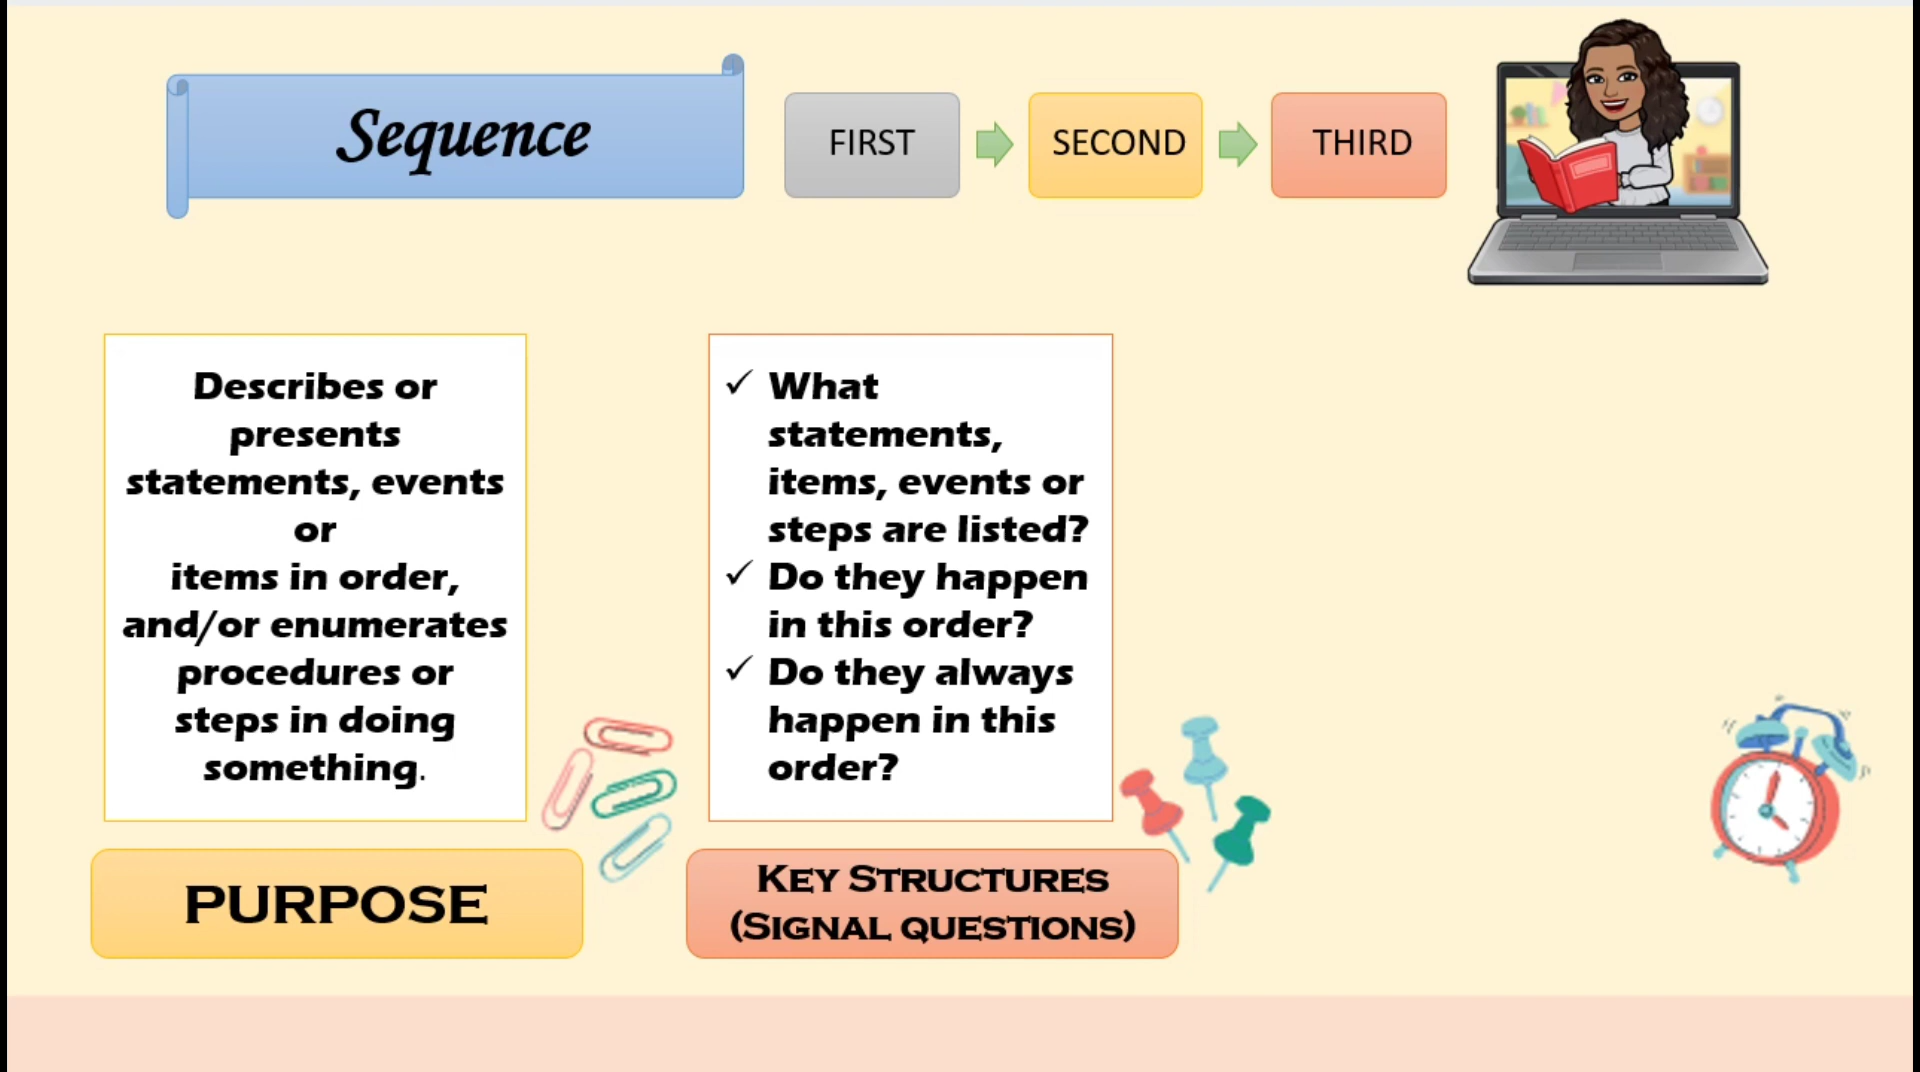 Sequence
FIRST
SECOND
THIRD
Describes or
presents
statements, events
or
items in order,
and/or enumerates
procedures or
steps in doing
something.
✓ What
statements,
items, events or
steps are listed?
✓ Do they happen
in this order?
✓ Do they always
happen in this
order?
PURPOSE
KEY STRUCTURES
(SIGNAL QUESTIONS)